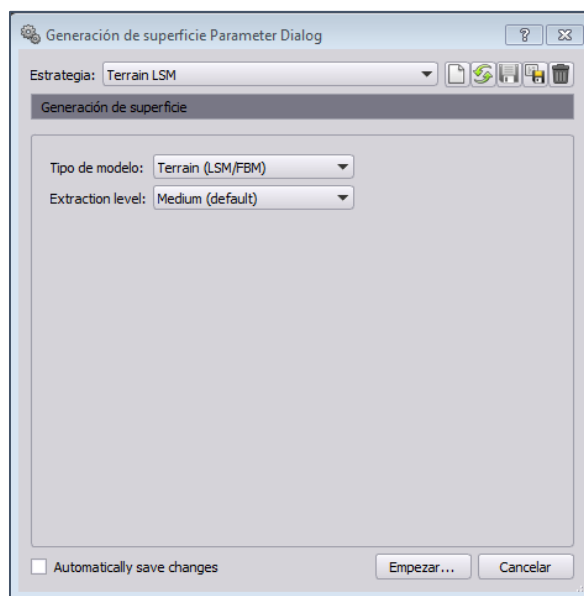 Generación de superficie Parameter Dialog
Estrategia: Terrain LSM
Generación de superficie
Tipo de modelo: Terrain (LSM/FBM)
Extraction level: Medium (default)
Automatically save changes Empezar... Cancelar